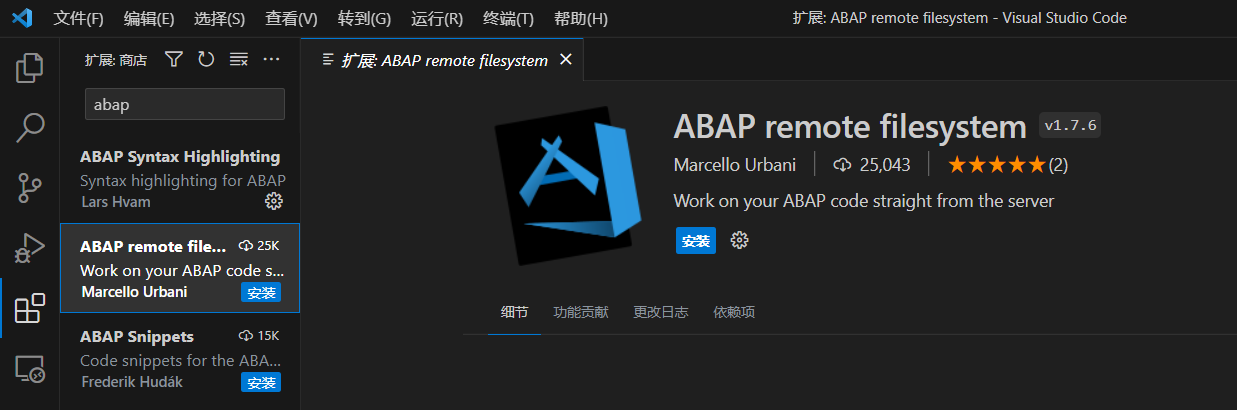 文件(F) 编辑(E) 选择(S) 查看(V) 转到(G) 运行(R) 终端(T) 帮助(H) 扩展: ABAP remote filesystem - Visual Studio Code
扩展: 商店
扩展: ABAP remote filesystem
abap
ABAP Syntax Highlighting
Syntax highlighting for ABAP
Lars Hvam
ABAP remote file... 25K
Work on your ABAP code s...
Marcello Urbani 安装
ABAP Snippets 15K
Code snippets for the ABA...
Frederik Hudák 安装
ABAP remote filesystem v1.7.6
Marcello Urbani 25,043 (2)
Work on your ABAP code straight from the server
安装
细节 功能贡献 更改日志 依赖项